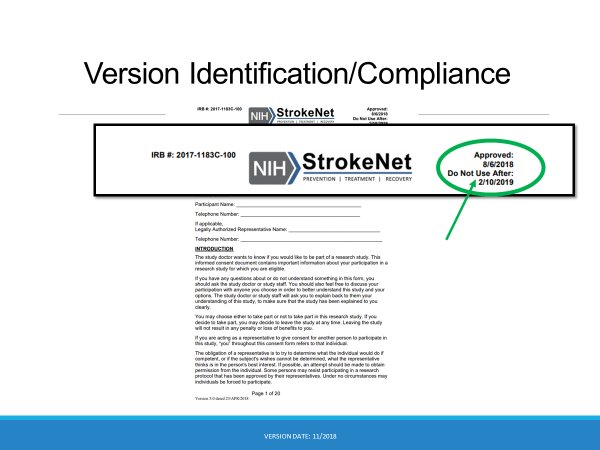 Version Identification/Compliance
IRB #: 2017-1183C-100
NIH StrokeNet
PREVENTION | TREATMENT | RECOVERY
Approved:
8/6/2018
Do Not Use After:
IRB #: 2017-1183C-100
NIH StrokeNet
PREVENTION | TREATMENT | RECOVERY
Approved:
8/6/2018
Do Not Use After:
2/10/2019
Participant Name:
Telephone Number:
If applicable,
Legally Authorized Representative Name:
Telephone Number:
INTRODUCTION
The study doctor wants to know if you would like to be part of a research study. This
informed consent document contains important information about your participation in a
research study for which you are eligible.
If you have any questions about or do not understand something in this form, you
should ask the study doctor or study staff. You should also feel free to discuss your
participation with anyone you choose in order to better understand this study and your
options. The study doctor or study staff will ask you to explain back to them your
understanding of this study, to make sure that the study has been explained to you
clearly.
You may choose either to take part or not to take part in this research study. If you
decide to take part, you may decide to leave the study at any time. Leaving the study
will not result in any penalty or loss of benefits to you.
If you are acting as a representative to give consent for another person to participate in
this study, "you" throughout this consent form refers to that individual.
The obligation of a representative is to try to determine what the individual would do if
competent, or if the subject's wishes cannot be determined, what the representative
thinks is in the person's best interest. If possible, an attempt should be made to obtain
permission from the individual. Some persons may resist participating in a research
protocol that has been approved by their representatives. Under no circumstances may
individuals be forced to participate.
Page 1 of 20
Version 5.0 dated 23/APR/2018
VERSION DATE: 11/2018